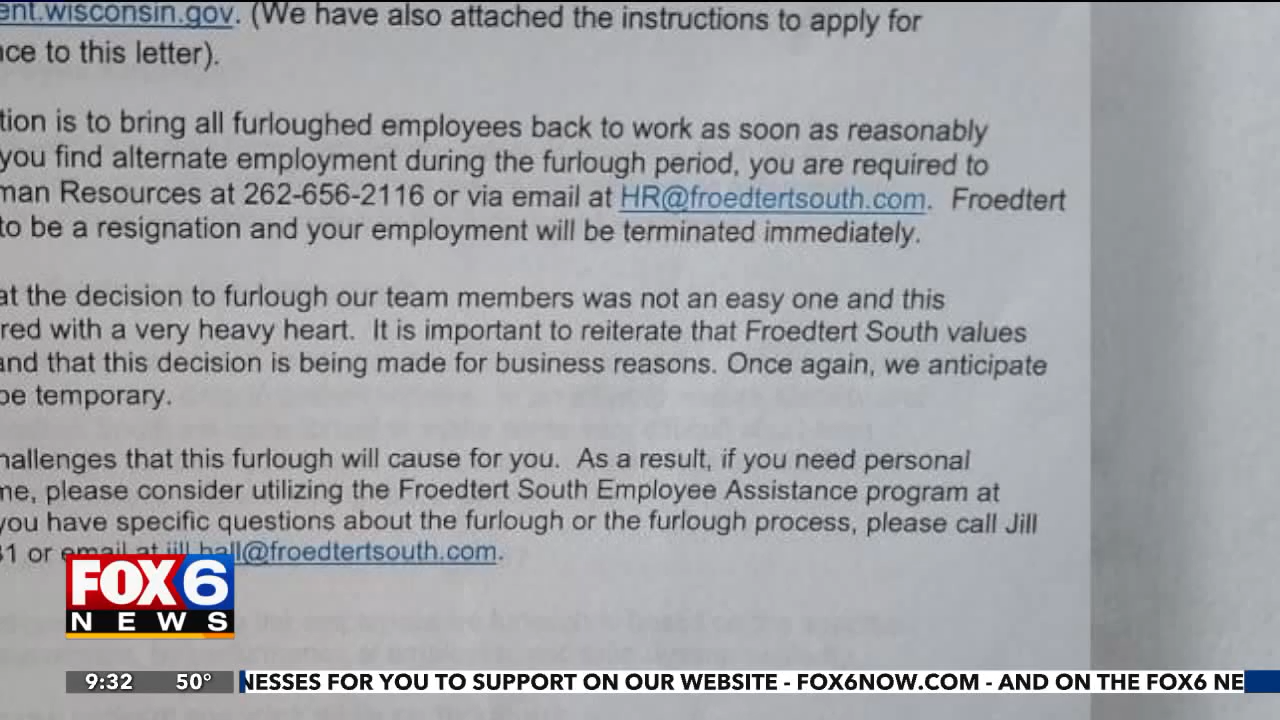 ent.wisconsin.gov. (We have also attached the instructions to apply for
nce to this letter).
tion is to bring all furloughed employees back to work as soon as reasonably
you find alternate employment during the furlough period, you are required to
man Resources at 262-656-2116 or via email at HR@froedtertsouth.com. Froedtert
to be a resignation and your employment will be terminated immediately.
at the decision to furlough our team members was not an easy one and this
red with a very heavy heart. It is important to reiterate that Froedtert South values
and that this decision is being made for business reasons. Once again, we anticipate
be temporary.
hallenges that this furlough will cause for you. As a result, if you need personal
me, please consider utilizing the Froedtert South Employee Assistance program at
you have specific questions about the furlough or the furlough process, please call Jill
31 or email at jill.hall@froedtertsouth.com.
FOX 6
NEWS
9:32 50° NESSES FOR YOU TO SUPPORT ON OUR WEBSITE - FOX6NOW.COM - AND ON THE FOX6 NE